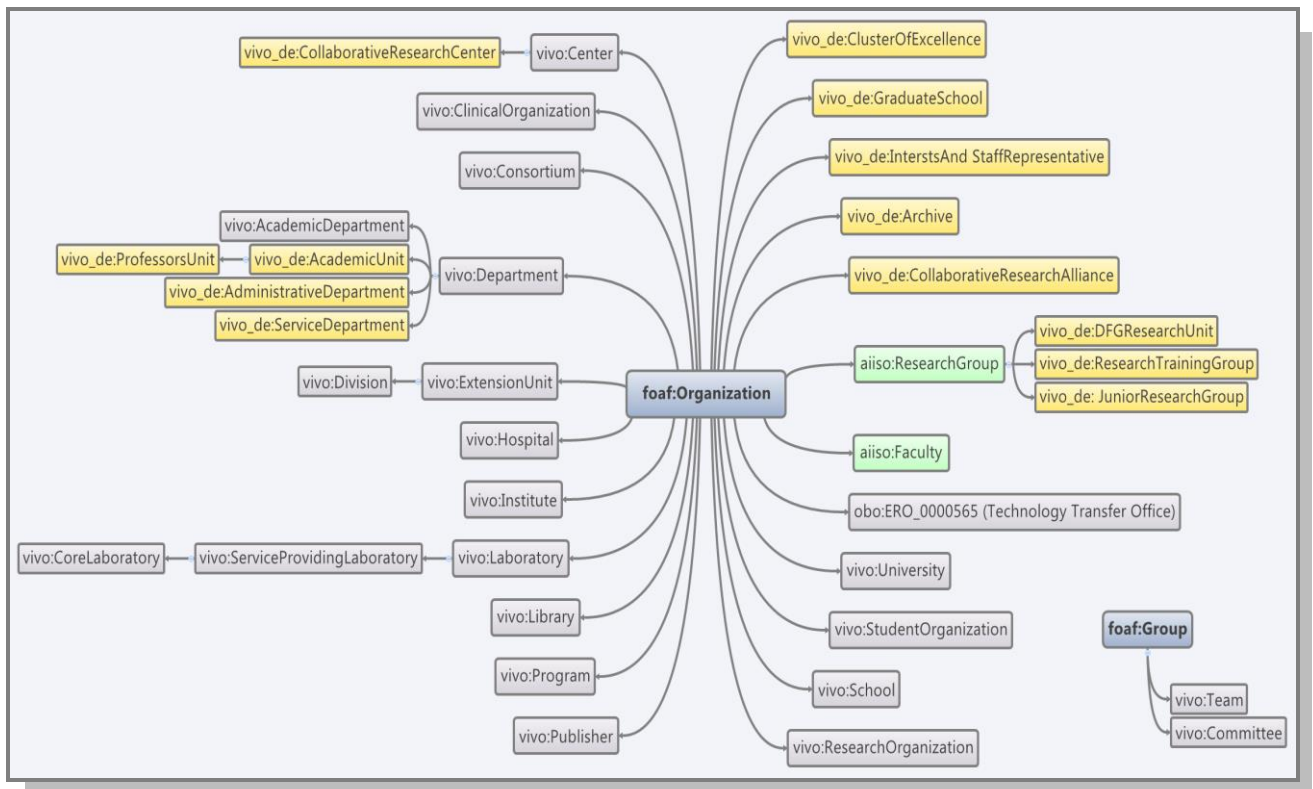 vivo_de:CollaborativeResearchCenter
vivo:Center
vivo:ClinicalOrganization
vivo:Consortium
vivo:AcademicDepartment
vivo_de:ProfessorsUnit
vivo_de:AcademicUnit
vivo:Department
vivo_de:AdministrativeDepartment
vivo_de:ServiceDepartment
vivo:Division
vivo:ExtensionUnit
vivo:Hospital
vivo:Institute
vivo:CoreLaboratory
vivo:ServiceProvidingLaboratory
vivo:Laboratory
vivo:Library
vivo:Program
vivo:Publisher
foaf:Organization
vivo_de:ClusterOfExcellence
vivo_de:GraduateSchool
vivo_de:InterstsAnd StaffRepresentative
vivo_de:Archive
vivo_de:CollaborativeResearchAlliance
aiiso:ResearchGroup
vivo_de:DFGResearchUnit
vivo_de:ResearchTrainingGroup
vivo_de: JuniorResearchGroup
aiiso:Faculty
obo:ERO_0000565 (Technology Transfer Office)
vivo:University
vivo:StudentOrganization
vivo:School
vivo:ResearchOrganization
foaf:Group
vivo:Team
vivo:Committee